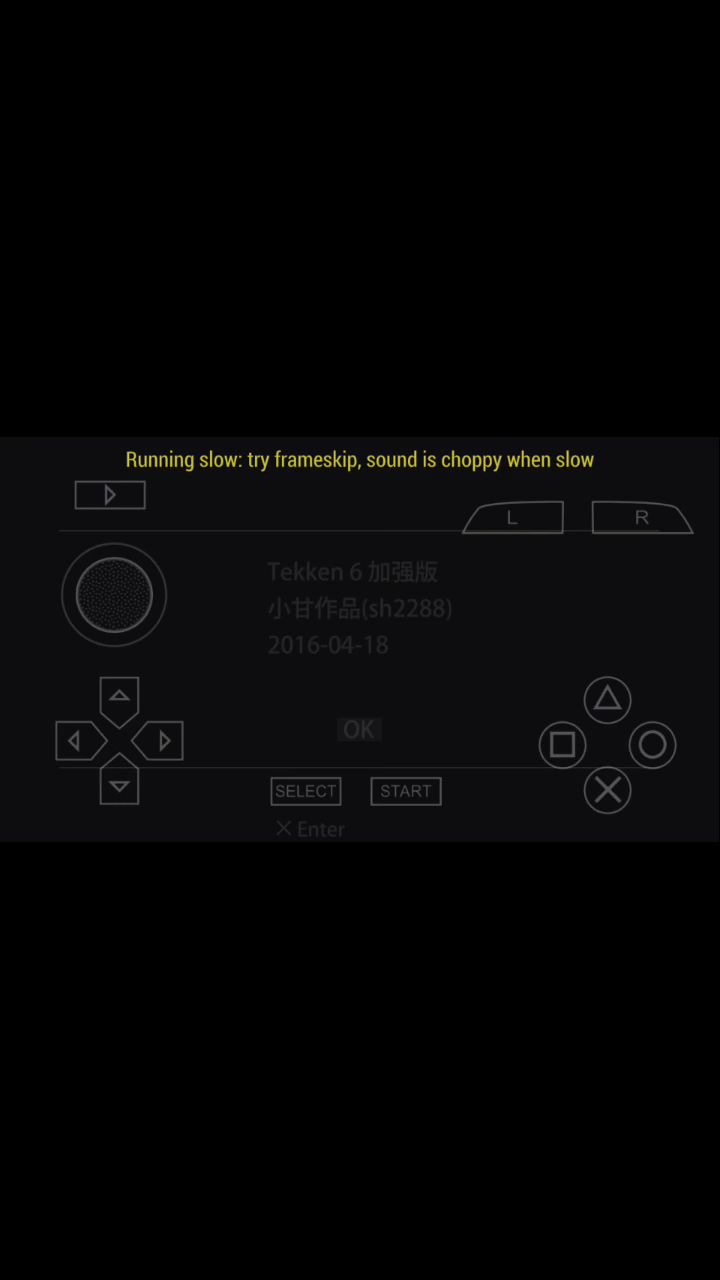 Running slow: try frameskip, sound is choppy when slow
L
R
Tekken 6 加强版
小甘作品(sh2288)
2016-04-18
OK
SELECT
START
Enter